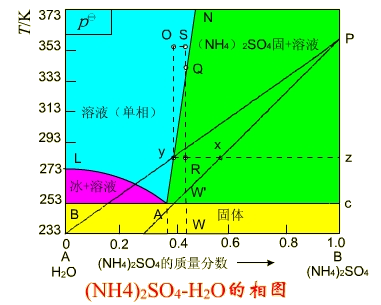 T/K
p⊖
373
353
333
313
293
273
253
233
O
S
N
(NH4)2SO4固+溶液
P
Q
溶液(单相)
L
y
x
z
R
冰+溶液
W'
B
A
W
固体
C
0.2
0.4
0.6
0.8
1.0
A
H2O
(NH4)2SO4的质量分数
B
(NH4)2SO4
(NH4)2SO4-H2O的相图